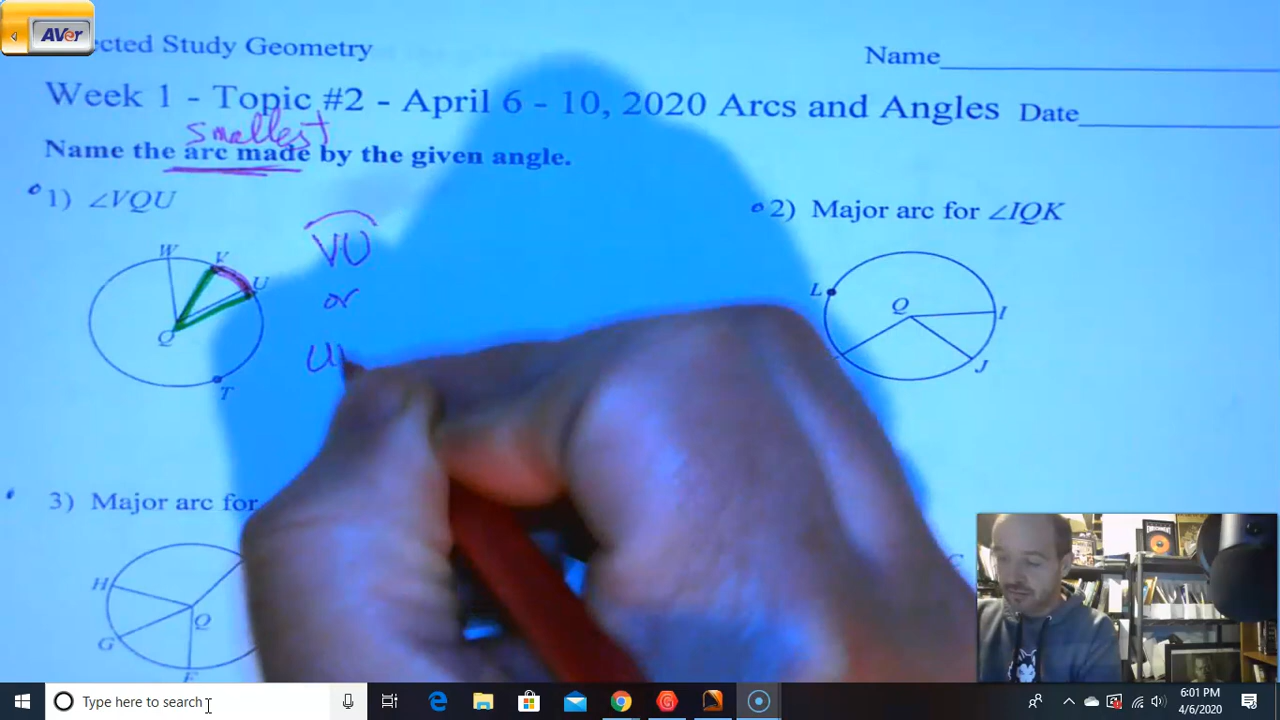 AVer
ected Study Geometry
Name
Week 1 - Topic #2 - April 6 - 10, 2020 Arcs and Angles Date
smallest
Name the arc made by the given angle.
1) ∠VQU
2) Major arc for ∠IQK
W
V
U
Q
T
VU
or
U
L
Q
I
J
3) Major arc for
H
Q
G
F
Type here to search
6:01 PM
4/6/2020